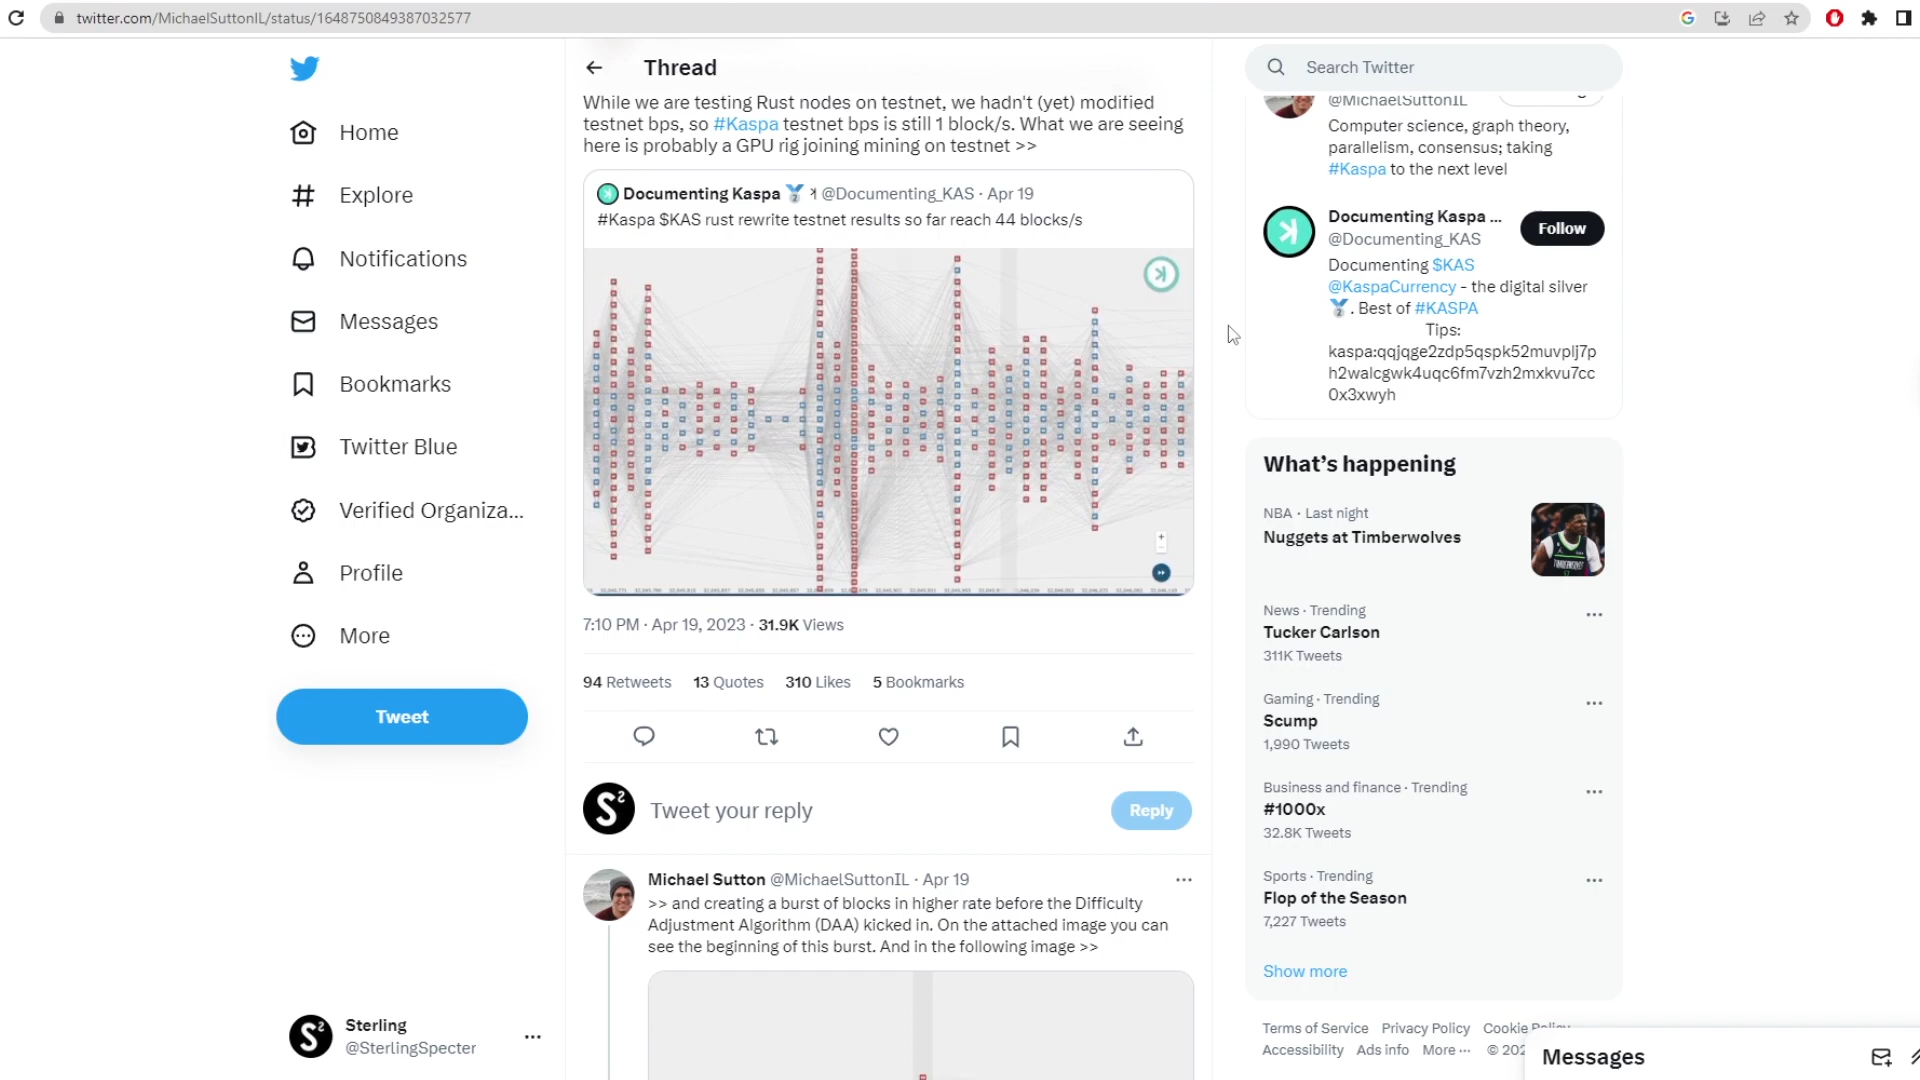 twitter.com/MichaelSuttonIL/status/1648750849387032577
Home
Explore
Notifications
Messages
Bookmarks
Twitter Blue
Verified Organiza...
Profile
More
Tweet
Sterling
@SterlingSpecter
Thread
While we are testing Rust nodes on testnet, we hadn't (yet) modified
testnet bps, so #Kaspa testnet bps is still 1 block/s. What we are seeing
here is probably a GPU rig joining mining on testnet >>
Documenting Kaspa @Documenting_KAS · Apr 19
#Kaspa $KAS rust rewrite testnet results so far reach 44 blocks/s
7:10 PM · Apr 19, 2023 · 31.9K Views
94 Retweets 13 Quotes 310 Likes 5 Bookmarks
Tweet your reply
Reply
Michael Sutton @MichaelSuttonIL · Apr 19
>> and creating a burst of blocks in higher rate before the Difficulty
Adjustment Algorithm (DAA) kicked in. On the attached image you can
see the beginning of this burst. And in the following image >>
Search Twitter
@MichaelSuttonIL
Computer science, graph theory,
parallelism, consensus; taking
#Kaspa to the next level
Documenting Kaspa ...
@Documenting_KAS
Follow
Documenting $KAS
@KaspaCurrency - the digital silver
. Best of #KASPA
Tips:
kaspa:qqjqge2zdp5qspk52muvplj7p
h2walcgwk4uqc6fm7vzh2mxkvu7cc
0x3xwyh
What's happening
NBA · Last night
Nuggets at Timberwolves
News · Trending
Tucker Carlson
311K Tweets
Gaming · Trending
Scump
1,990 Tweets
Business and finance · Trending
#1000x
32.8K Tweets
Sports · Trending
Flop of the Season
7,227 Tweets
Show more
Terms of Service Privacy Policy Cookie Policy
Accessibility Ads info More ··· © 202
Messages